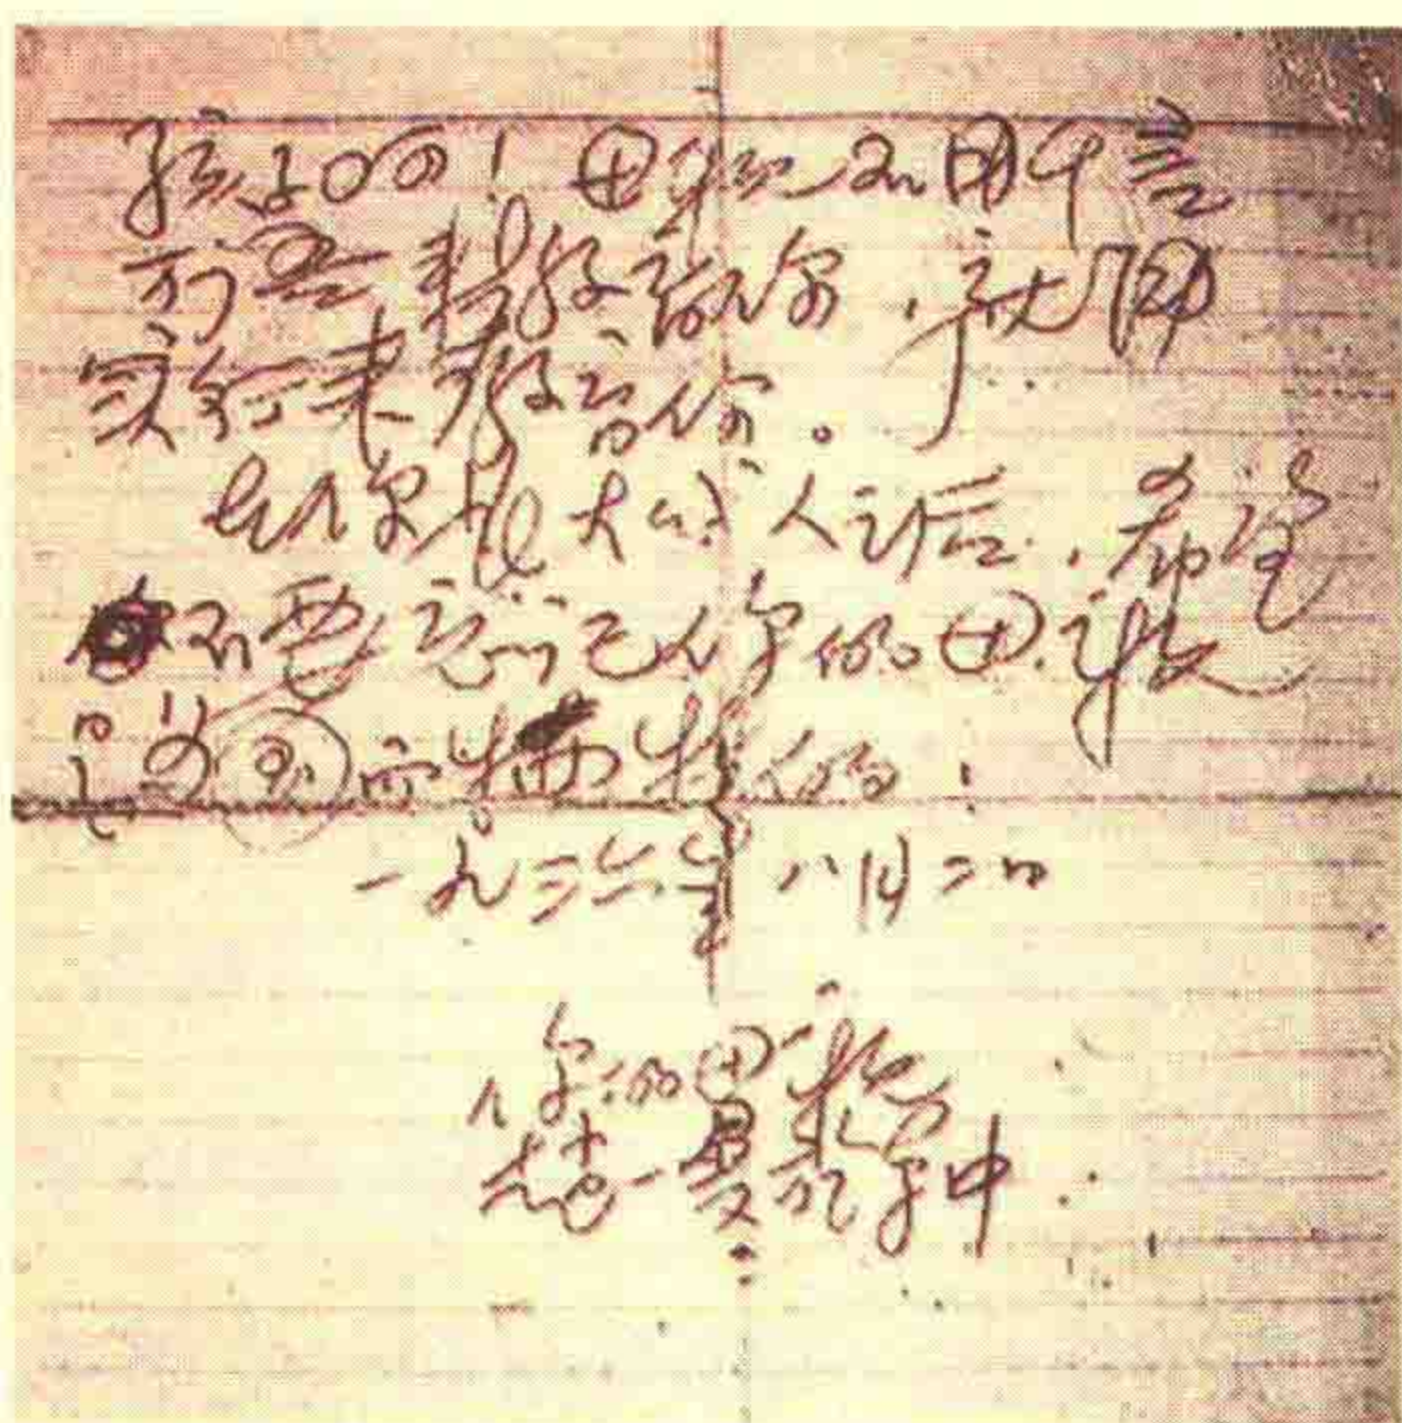 孩子啊！母亲不用千言
万语来教育你，就用
实行来教育你。
在你长大成人之后，希望
不要忘记你的母亲
是为国而牺牲的！
一九三六年八月二日
你的母亲
赵一曼于车中